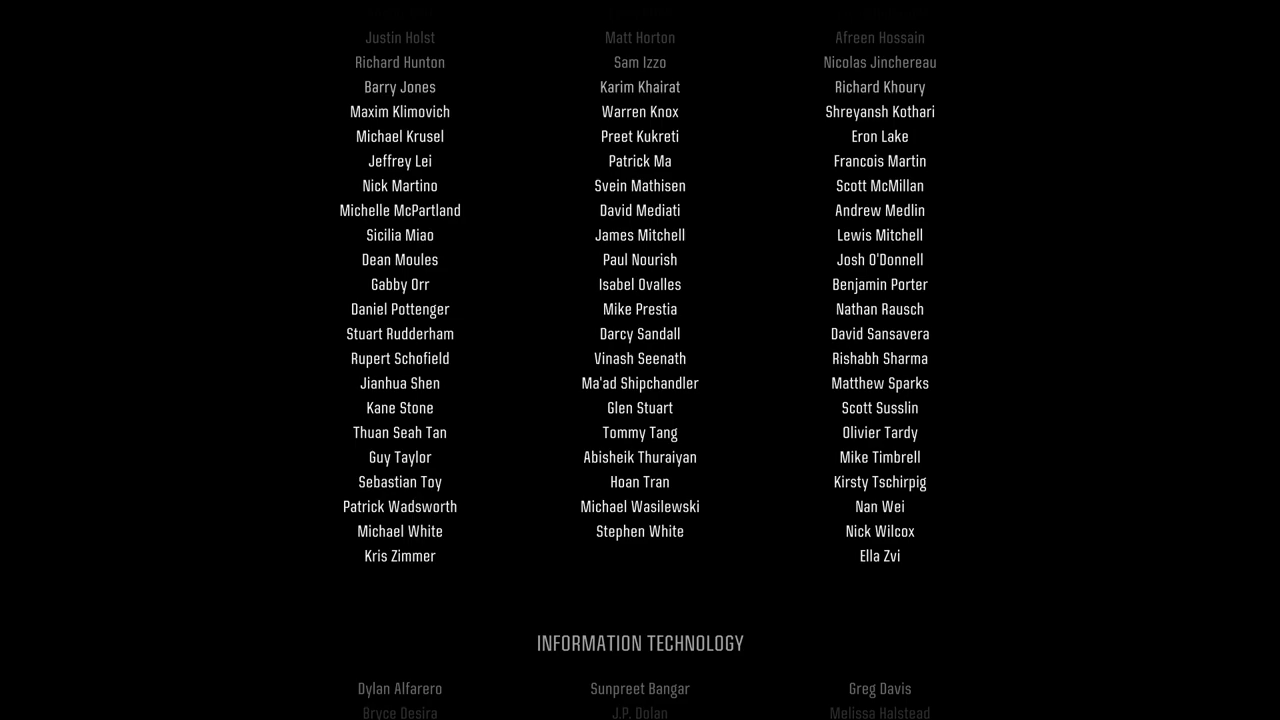 Justin Holst Matt Horton Afreen Hossain
Richard Hunton Sam Izzo Nicolas Jinchereau
Barry Jones Karim Khairat Richard Khoury
Maxim Klimovich Warren Knox Shreyansh Kothari
Michael Krusel Preet Kukreti Eron Lake
Jeffrey Lei Patrick Ma Francois Martin
Nick Martino Svein Mathisen Scott McMillan
Michelle McPartland David Mediati Andrew Medlin
Sicilia Miao James Mitchell Lewis Mitchell
Dean Moules Paul Nourish Josh O'Donnell
Gabby Orr Isabel Ovalles Benjamin Porter
Daniel Pottenger Mike Prestia Nathan Rausch
Stuart Rudderham Darcy Sandall David Sansavera
Rupert Schofield Vinash Seenath Rishabh Sharma
Jianhua Shen Ma'ad Shipchandler Matthew Sparks
Kane Stone Glen Stuart Scott Susslin
Thuan Seah Tan Tommy Tang Olivier Tardy
Guy Taylor Abisheik Thuraiyan Mike Timbrell
Sebastian Toy Hoan Tran Kirsty Tschirpig
Patrick Wadsworth Michael Wasilewski Nan Wei
Michael White Stephen White Nick Wilcox
Kris Zimmer Ella Zvi
INFORMATION TECHNOLOGY
Dylan Alfarero Sunpreet Bangar Greg Davis
Bryce Desira J.P. Dolan Melissa Halstead